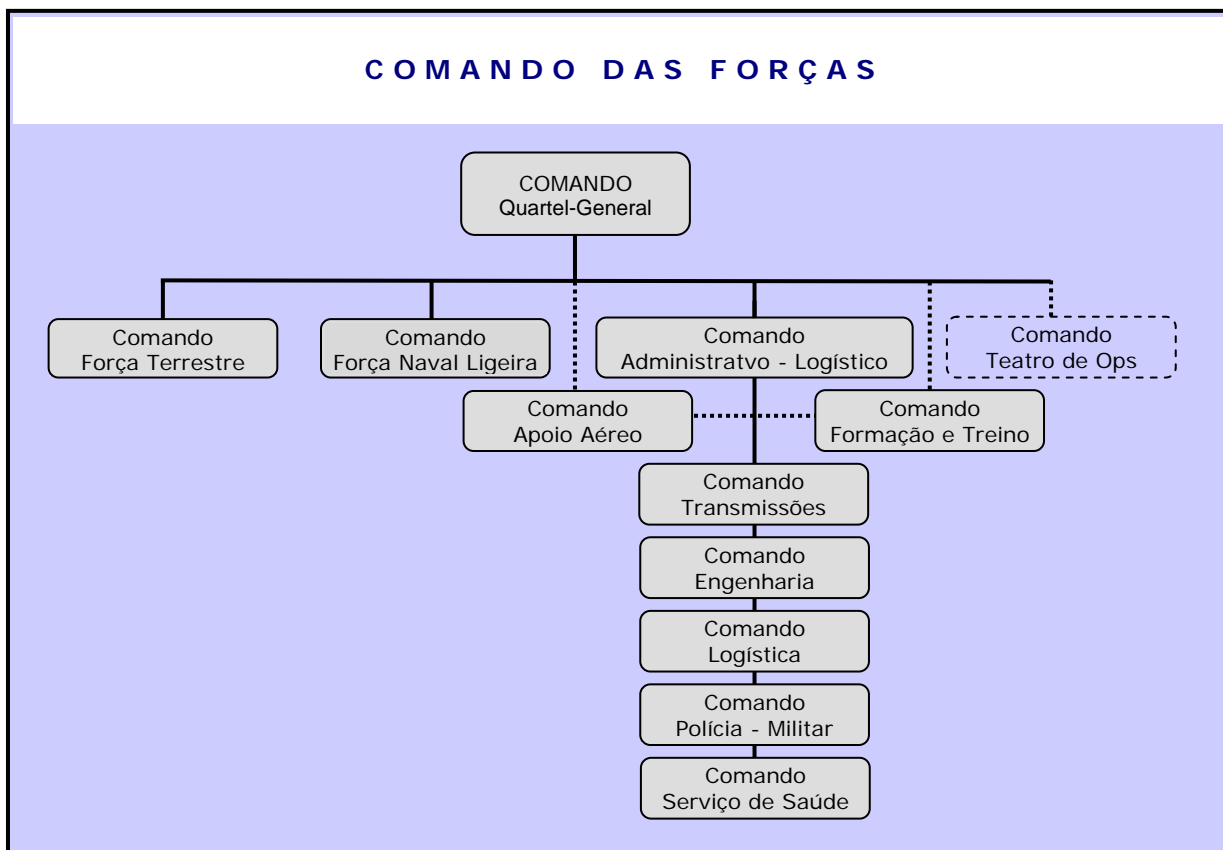 COMANDO DAS FORÇAS
COMANDO
Quartel-General
Comando
Força Terrestre
Comando
Força Naval Ligeira
Comando
Administratvo - Logístico
Comando
Teatro de Ops
Comando
Apoio Aéreo
Comando
Formação e Treino
Comando
Transmissões
Comando
Engenharia
Comando
Logística
Comando
Polícia - Militar
Comando
Serviço de Saúde